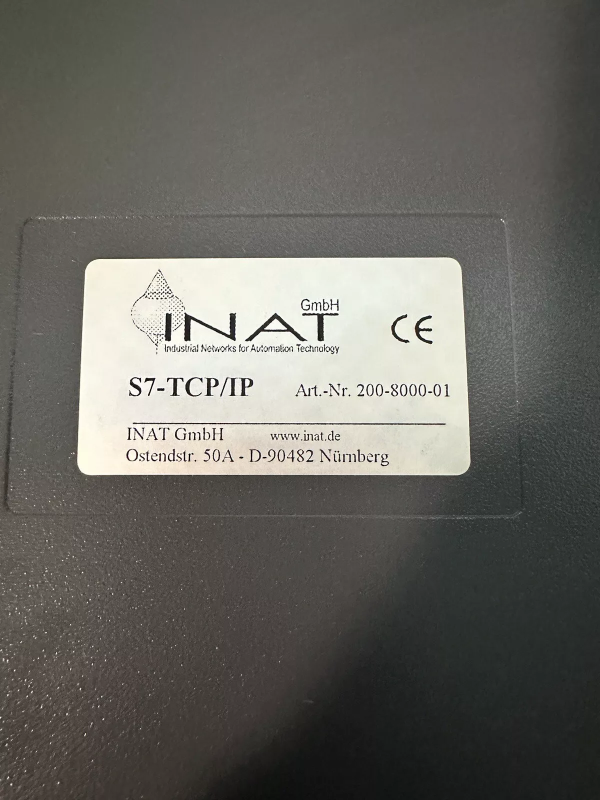 GmbH
INAT
Industrial Networks for Automation Technology
CE
S7-TCP/IP Art.-Nr. 200-8000-01
INAT GmbH www.inat.de
Ostendstr. 50A - D-90482 Nürnberg